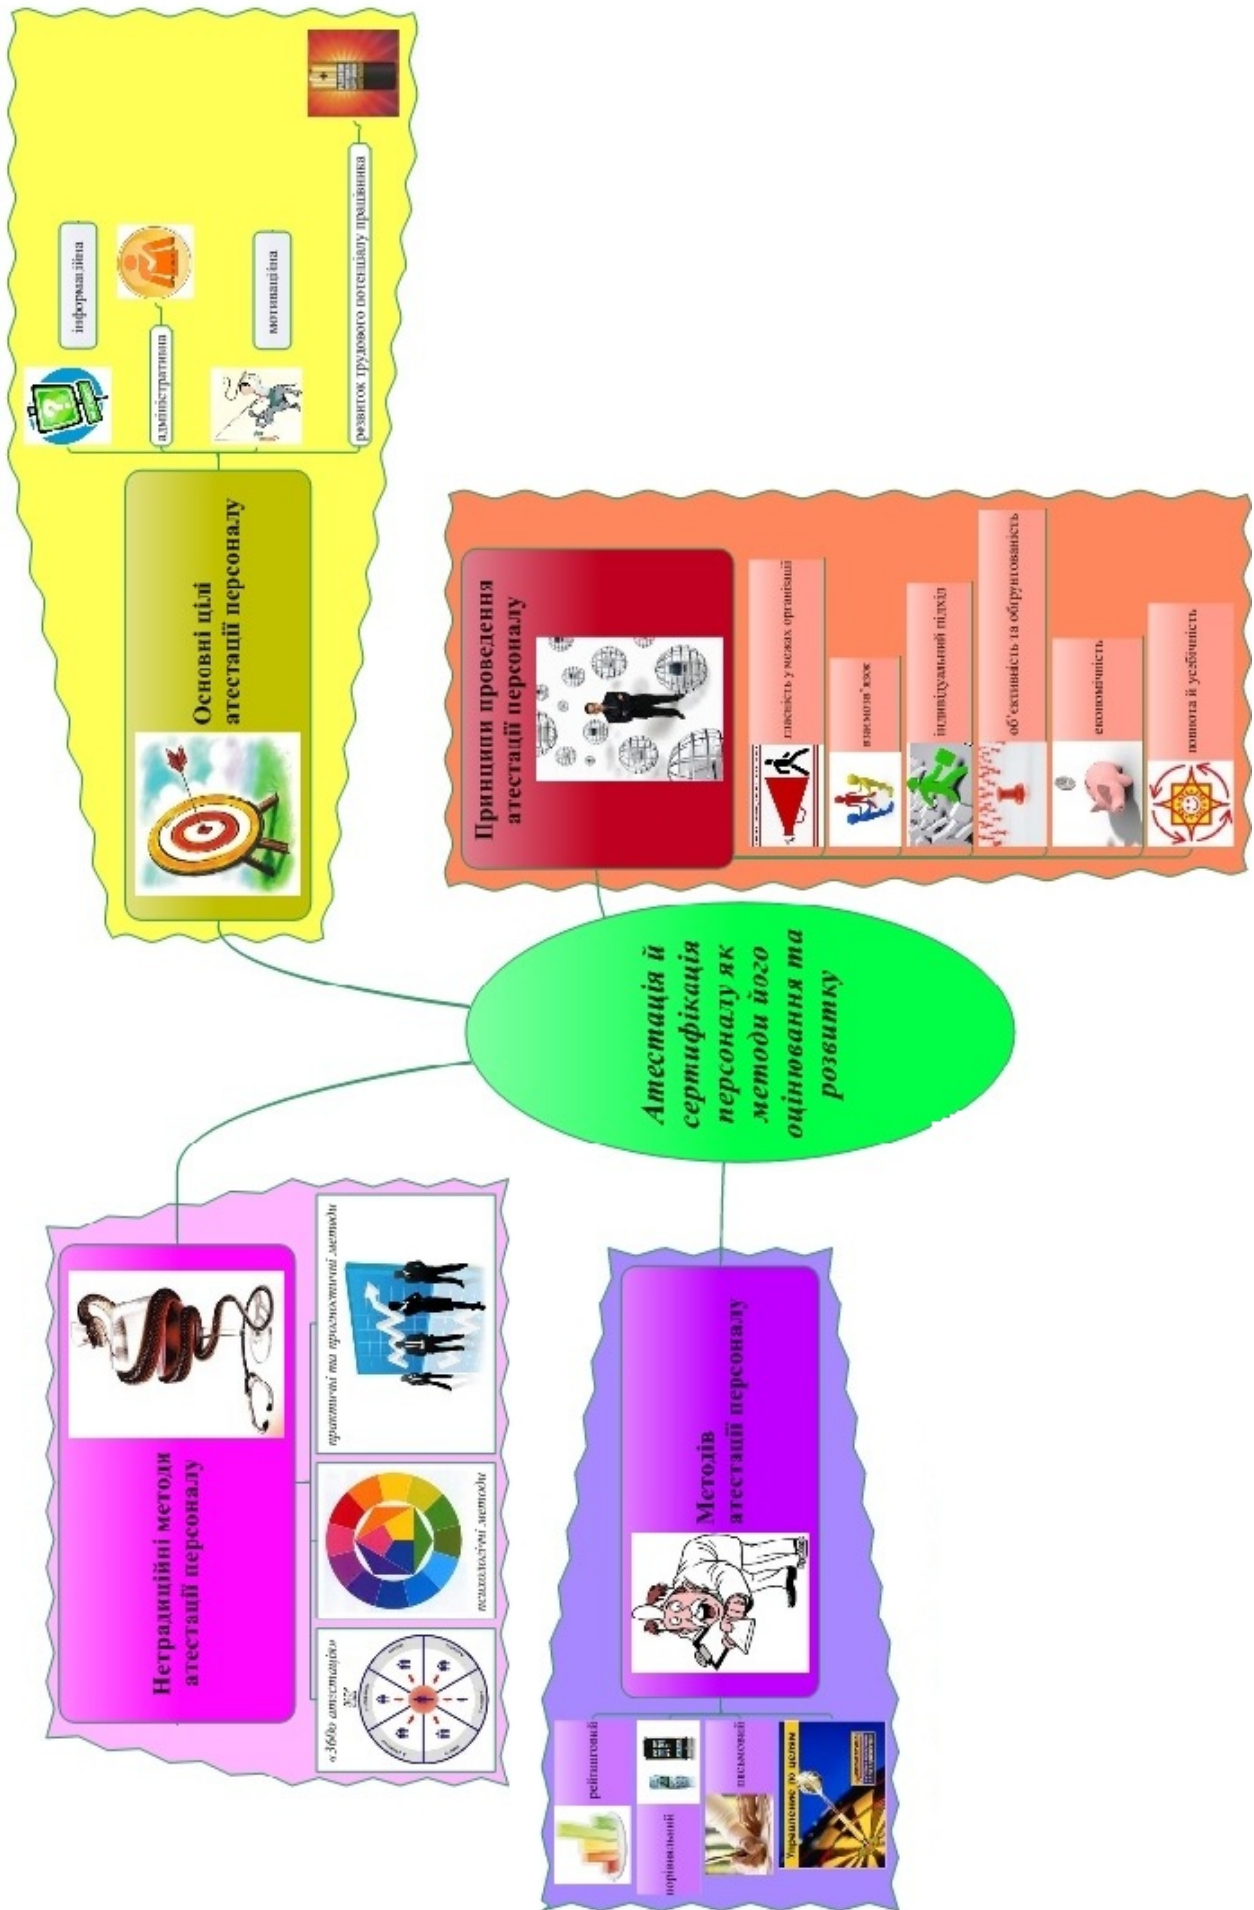 Атестація й
сертифікація
персоналу як
методи його
оцінювання та
розвитку
Основні цілі
атестації персоналу
інформаційна
адміністративна
мотиваційна
розвиток трудового потенціалу працівника
Принципи проведення
атестації персоналу
гласність у межах організації
взаємозв'язок
індивідуальний підхід
об'єктивність та обґрунтованість
економічність
повнота й усебічність
Методів
атестації персоналу
рейтинговий
порівняльний
письмовий
Управление по целям
Нетрадиційні методи
атестації персоналу
«360о атестація»
психологічні методи
практичні та прогностичні методи